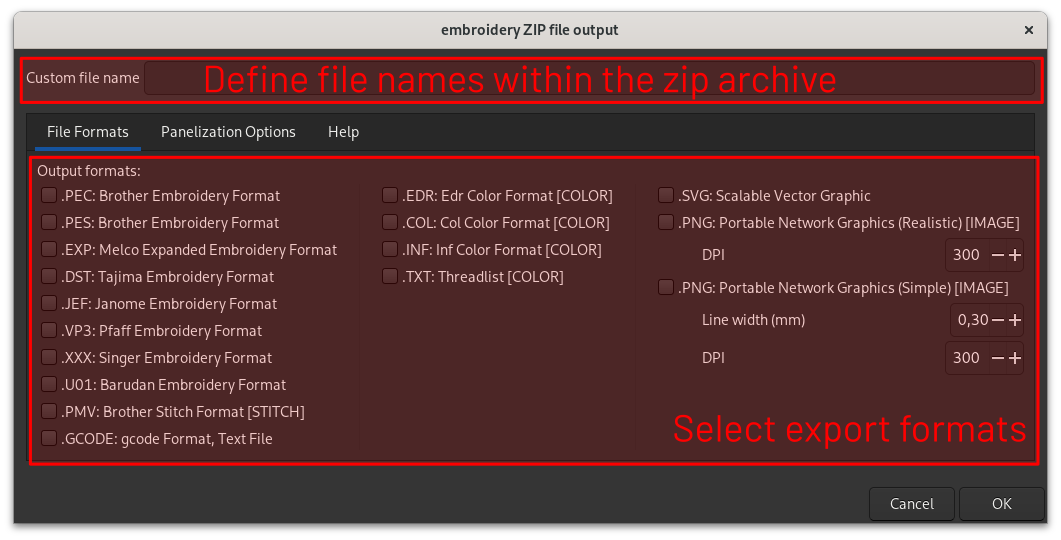 embroidery ZIP file output
Custom file name
Define file names within the zip archive
File Formats Panelization Options Help
Output formats:
.PEC: Brother Embroidery Format
.PES: Brother Embroidery Format
.EXP: Melco Expanded Embroidery Format
.DST: Tajima Embroidery Format
.JEF: Janome Embroidery Format
.VP3: Pfaff Embroidery Format
.XXX: Singer Embroidery Format
.U01: Barudan Embroidery Format
.PMV: Brother Stitch Format [STITCH]
.GCODE: gcode Format, Text File
.EDR: Edr Color Format [COLOR]
.COL: Col Color Format [COLOR]
.INF: Inf Color Format [COLOR]
.TXT: Threadlist [COLOR]
.SVG: Scalable Vector Graphic
.PNG: Portable Network Graphics (Realistic) [IMAGE]
DPI 300
.PNG: Portable Network Graphics (Simple) [IMAGE]
Line width (mm) 0,30
DPI 300
Select export formats
Cancel OK